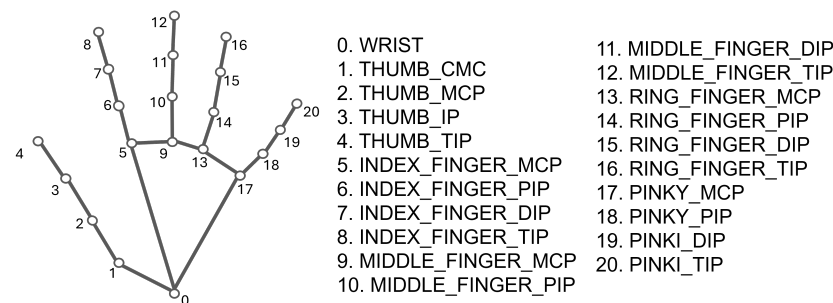 12
8
16
11
7
15
10
6
14
20
4
5
9
13
19
18
3
17
2
1
0
0. WRIST
1. THUMB_CMC
2. THUMB_MCP
3. THUMB_IP
4. THUMB_TIP
5. INDEX_FINGER_MCP
6. INDEX_FINGER_PIP
7. INDEX_FINGER_DIP
8. INDEX_FINGER_TIP
9. MIDDLE_FINGER_MCP
10. MIDDLE_FINGER_PIP
11. MIDDLE_FINGER_DIP
12. MIDDLE_FINGER_TIP
13. RING_FINGER_MCP
14. RING_FINGER_PIP
15. RING_FINGER_DIP
16. RING_FINGER_TIP
17. PINKY_MCP
18. PINKY_PIP
19. PINKI_DIP
20. PINKI_TIP